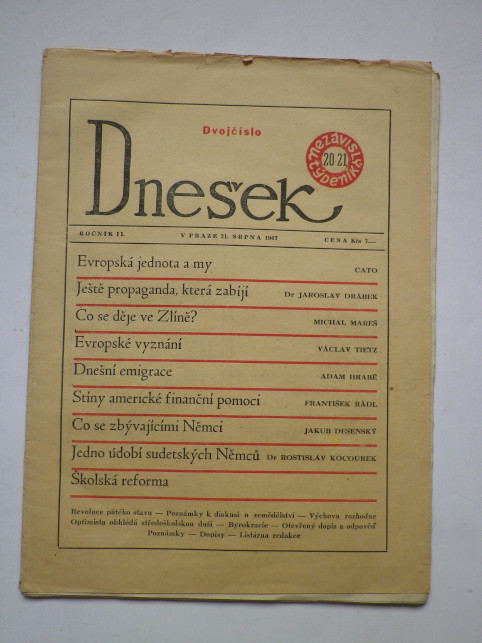 Dvojčíslo
nezávislý týdeník
20-21
Dnešek
ROČNÍK II.
V PRAZE 21. SRPNA 1947
CENA Kčs 7.—
Evropská jednota a my CATO
Ještě propaganda, která zabíjí Dr JAROSLAV DRÁBEK
Co se děje ve Zlíně? MICHAL MAREŠ
Evropské vyznání VÁCLAV TIETZ
Dnešní emigrace ADAM HRABĚ
Stíny americké finanční pomoci FRANTIŠEK RÁDL
Co se zbývajícími Němci JAKUB DESENSKÝ
Jedno údobí sudetských Němců Dr ROSTISLAV KOCOUREK
Školská reforma
Revoluce pátého stavu — Poznámky k diskusi o zemědělství — Výchova rozhodne
Optimista obhlédá středoškolskou duši — Byrokracie — Otevřený dopis a odpověď
Poznámky — Dopisy — Listárna redakce